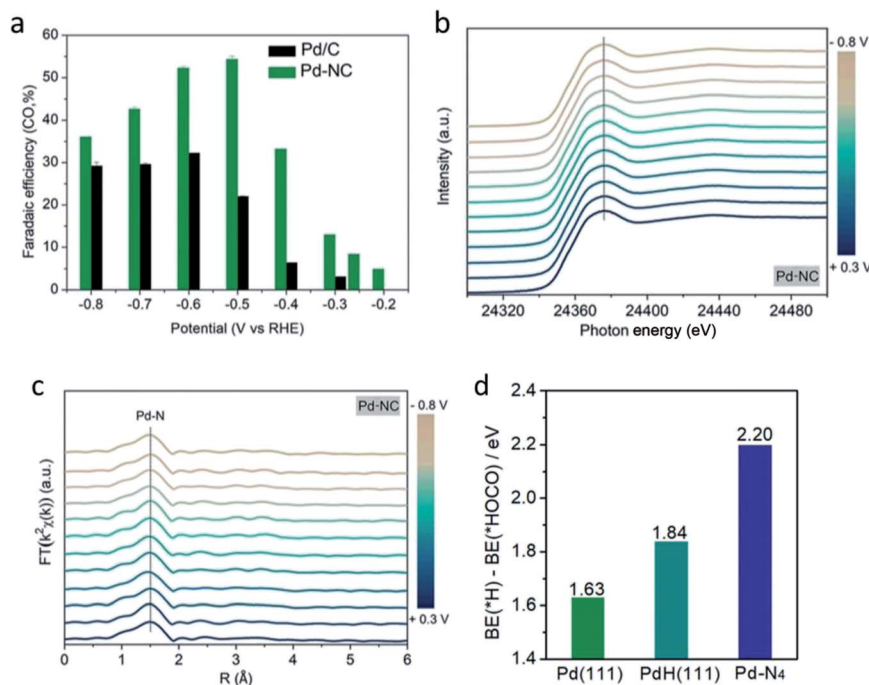 a
Faradaic efficiency (CO,%)
60
50
40
30
20
10
0
Pd/C
Pd-NC
-0.8 -0.7 -0.6 -0.5 -0.4 -0.3 -0.2
Potential (V vs RHE)
b
Intensity (a.u.)
- 0.8 V
+ 0.3 V
Pd-NC
24320 24360 24400 24440 24480
Photon energy (eV)
c
FT(k²χ(k)) (a.u.)
Pd-N
Pd-NC
- 0.8 V
+ 0.3 V
0 1 2 3 4 5 6
R (Å)
d
BE(*H) - BE(*HOCO) / eV
2.4
2.2
2.0
1.8
1.6
1.4
1.63
1.84
2.20
Pd(111) PdH(111) Pd-N₄